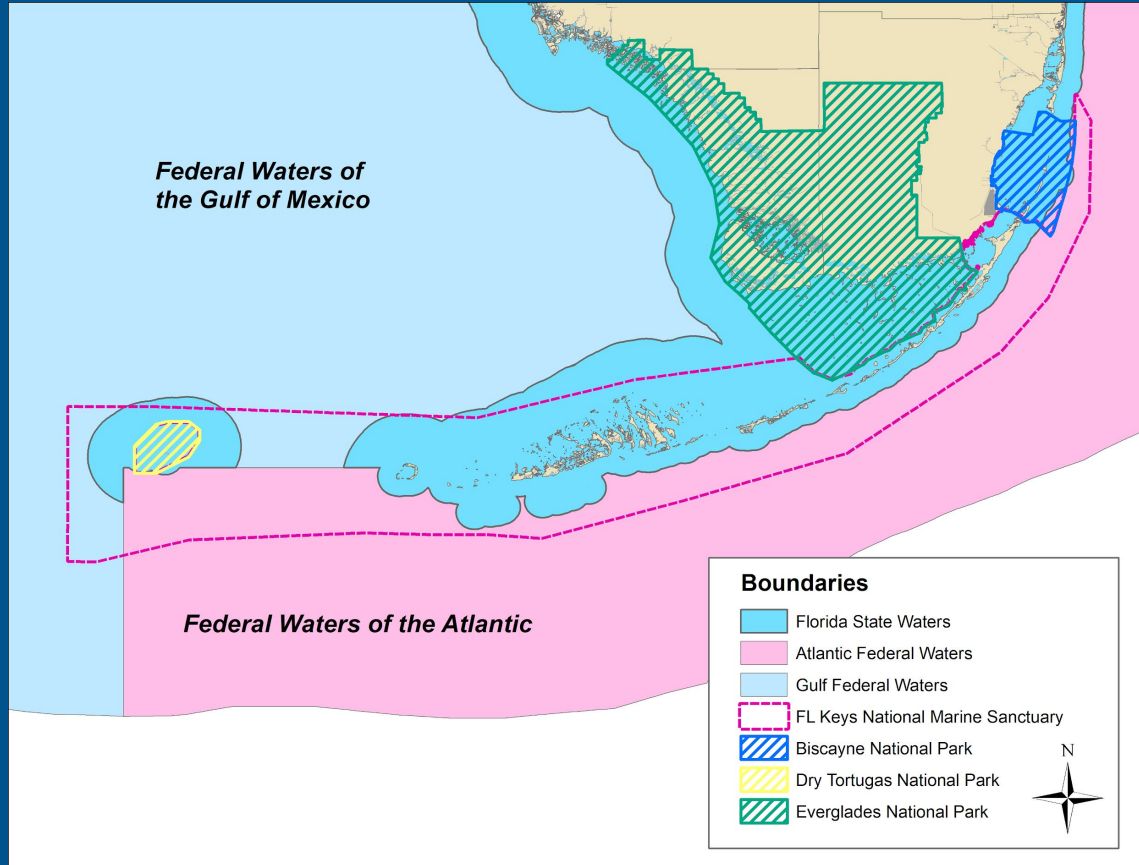 Federal Waters of
the Gulf of Mexico
Federal Waters of the Atlantic
Boundaries
Florida State Waters
Atlantic Federal Waters
Gulf Federal Waters
FL Keys National Marine Sanctuary
Biscayne National Park
Dry Tortugas National Park
Everglades National Park
N